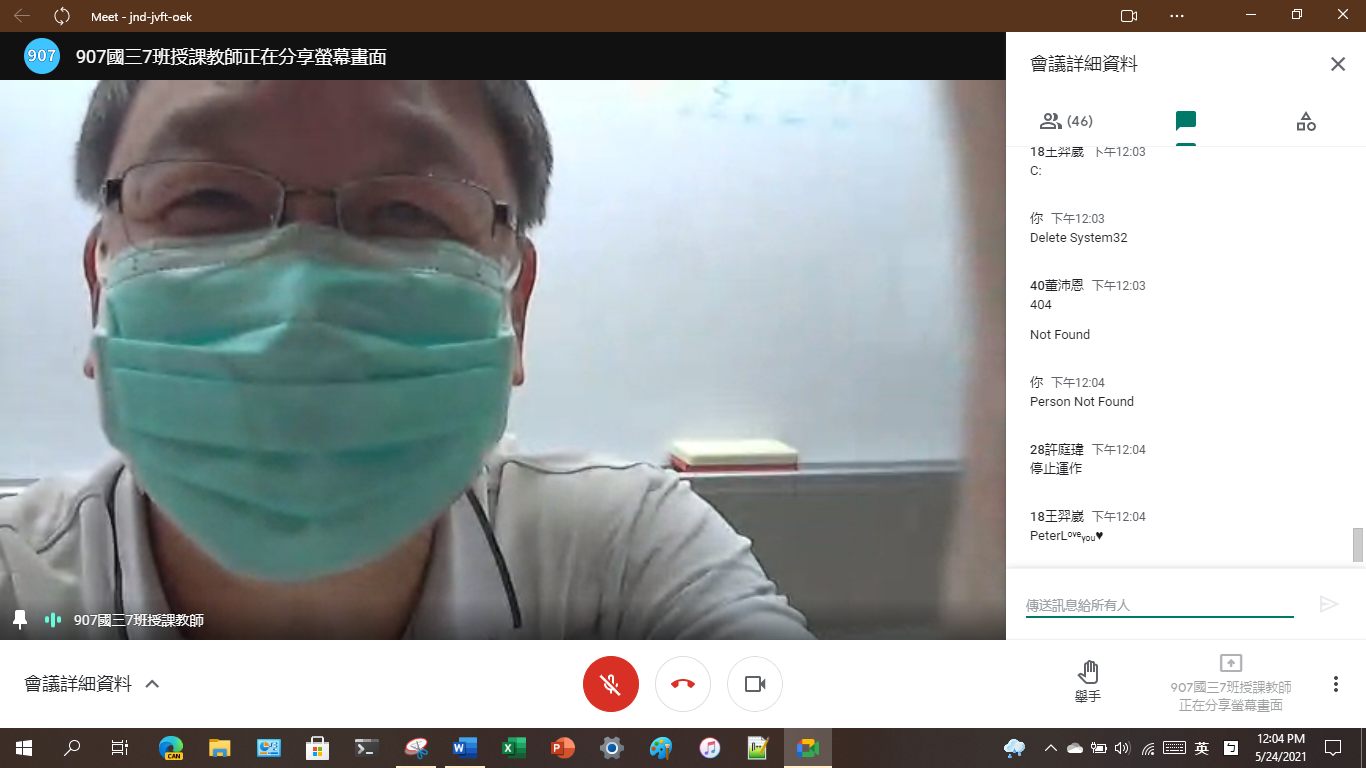 Meet - jnd-jvft-oek
907
907國三7班授課教師正在分享螢幕畫面
907國三7班授課教師
會議詳細資料
(46)
18王羿崴 下午12:03
C:
你 下午12:03
Delete System32
40董沛恩 下午12:03
404
Not Found
你 下午12:04
Person Not Found
28許庭瑋 下午12:04
停止運作
18王羿崴 下午12:04
PeterLᵒᵛᵉyou♥
傳送訊息給所有人
會議詳細資料
舉手
907國三7班授課教師
正在分享螢幕畫面
CAN
英
12:04 PM
5/24/2021